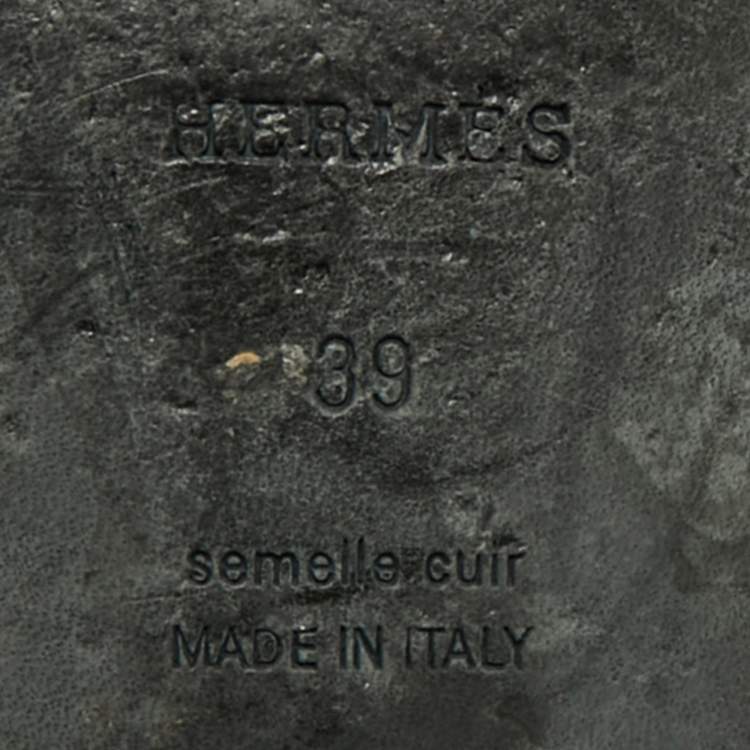 HERMES
39
semelle cuir
MADE IN ITALY